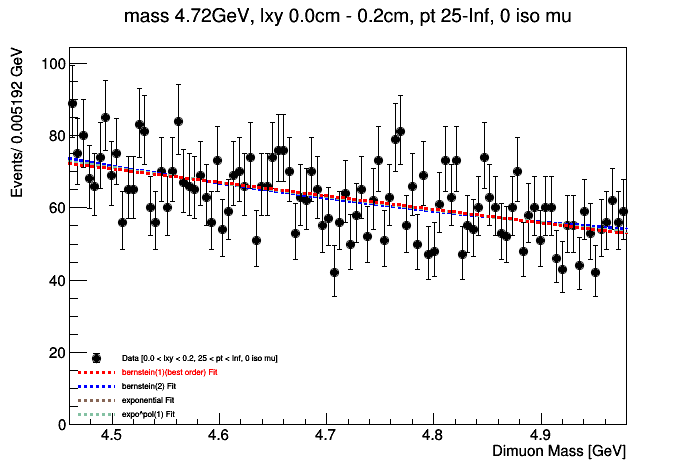 mass 4.72GeV, lxy 0.0cm - 0.2cm, pt 25-Inf, 0 iso mu
Events/ 0.005192 GeV
100
80
60
40
20
0
Data [0.0 < lxy < 0.2, 25 < pt < Inf, 0 iso mu]
bernstein(1)(best order) Fit
bernstein(2) Fit
exponential Fit
expo^pol(1) Fit
4.5 4.6 4.7 4.8 4.9
Dimuon Mass [GeV]